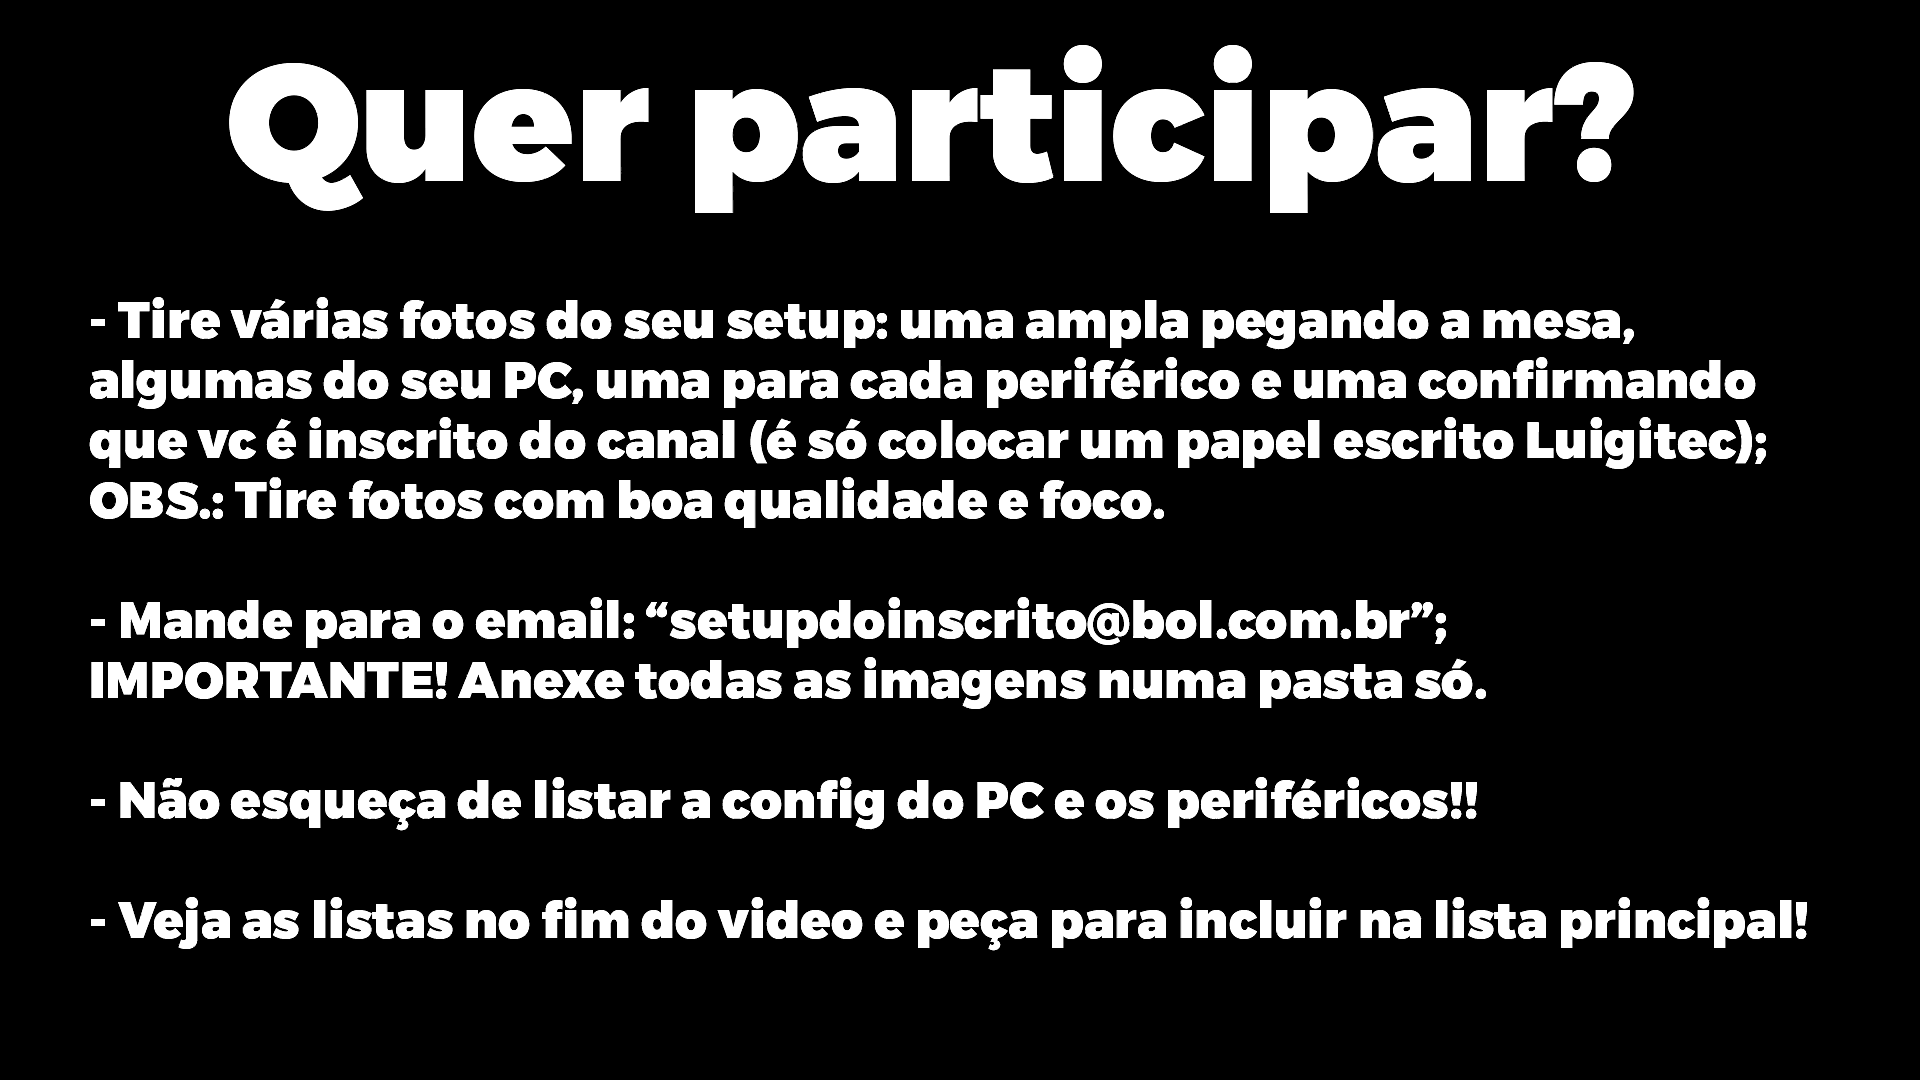 Quer participar?
- Tire várias fotos do seu setup: uma ampla pegando a mesa,
algumas do seu PC, uma para cada periférico e uma confirmando
que vc é inscrito do canal (é só colocar um papel escrito Luigitec);
OBS.: Tire fotos com boa qualidade e foco.
- Mande para o email: “setupdoinscrito@bol.com.br”;
IMPORTANTE! Anexe todas as imagens numa pasta só.
- Não esqueça de listar a config do PC e os periféricos!!
- Veja as listas no fim do video e peça para incluir na lista principal!